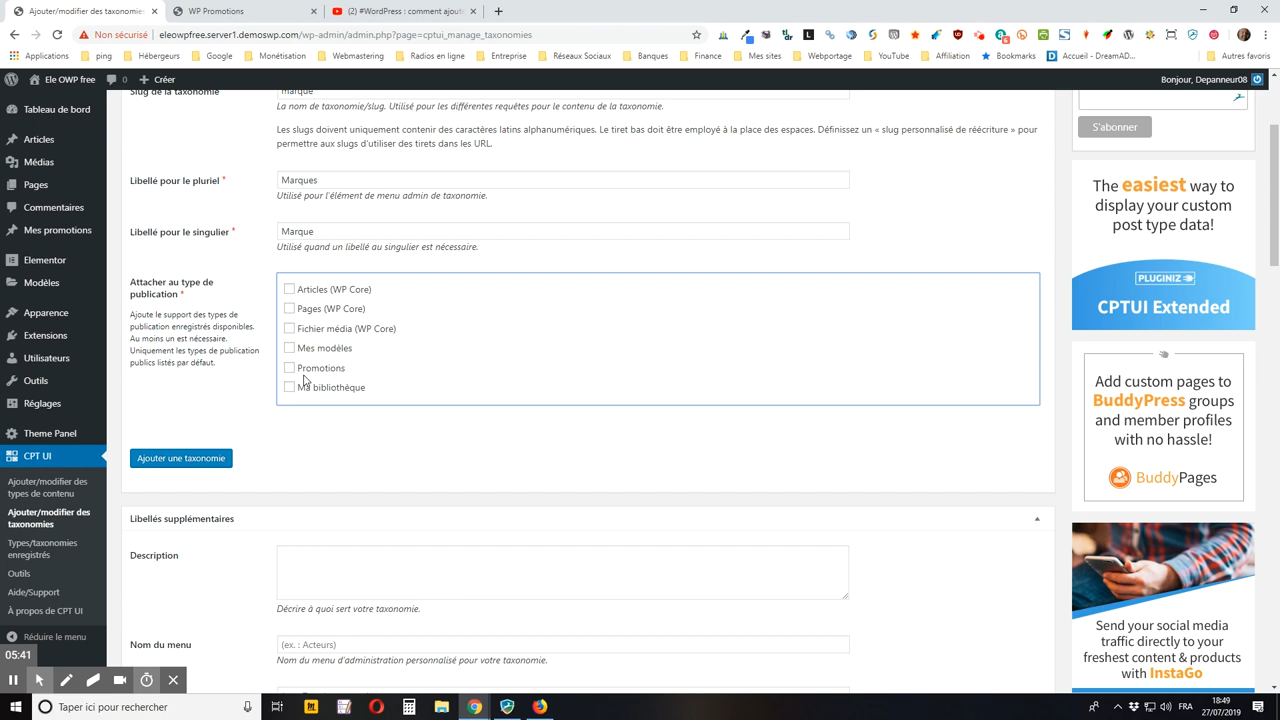 Ajouter/modifier des taxonomies
WP Promotions
(2) #WordPress : comment ajoute
Non sécurisé
eleowpfree.server1.demoswp.com/wp-admin/admin.php?page=cptui_manage_taxonomies
Applications
ping
Hébergeurs
Google
Monétisation
Webmastering
Radios en ligne
Entreprise
Réseaux Sociaux
Banques
Finance
Mes sites
Webportage
YouTube
Affiliation
Bookmarks
Accueil - DreamAD...
Autres favoris
Ele OWP free
0
Créer
Bonjour, Depanneur08
Tableau de bord
Articles
Médias
Pages
Commentaires
Mes promotions
Elementor
Modèles
Apparence
Extensions
Utilisateurs
Outils
Réglages
Theme Panel
CPT UI
Ajouter/modifier des
types de contenu
Ajouter/modifier des
taxonomies
Types/taxonomies
enregistrés
Outils
Aide/Support
À propos de CPT UI
Réduire le menu
05:41
Slug de la taxonomie
marque
La nom de taxonomie/slug. Utilisé pour les différentes requêtes pour le contenu de la taxonomie.
Les slugs doivent uniquement contenir des caractères latins alphanumériques. Le tiret bas doit être employé à la place des espaces. Définissez un « slug personnalisé de réécriture » pour
permettre aux slugs d'utiliser des tirets dans les URL.
Libellé pour le pluriel *
Marques
Utilisé pour l'élément de menu admin de taxonomie.
Libellé pour le singulier *
Marque
Utilisé quand un libellé au singulier est nécessaire.
Attacher au type de
publication *
Ajoute le support des types de
publication enregistrés disponibles.
Au moins un est nécessaire.
Uniquement les types de publication
publics listés par défaut.
Articles (WP Core)
Pages (WP Core)
Fichier média (WP Core)
Mes modèles
Promotions
Ma bibliothèque
Ajouter une taxonomie
Libellés supplémentaires
Description
Décrire à quoi sert votre taxonomie.
Nom du menu
(ex. : Acteurs)
Nom du menu d'administration personnalisé pour votre taxonomie.
S'abonner
The easiest way to
display your custom
post type data!
PLUGINIZ
CPTUI Extended
Add custom pages to
BuddyPress groups
and member profiles
with no hassle!
BuddyPages
Send your social media
traffic directly to your
freshest content & products
with InstaGo
Taper ici pour rechercher
FRA
18:49
27/07/2019